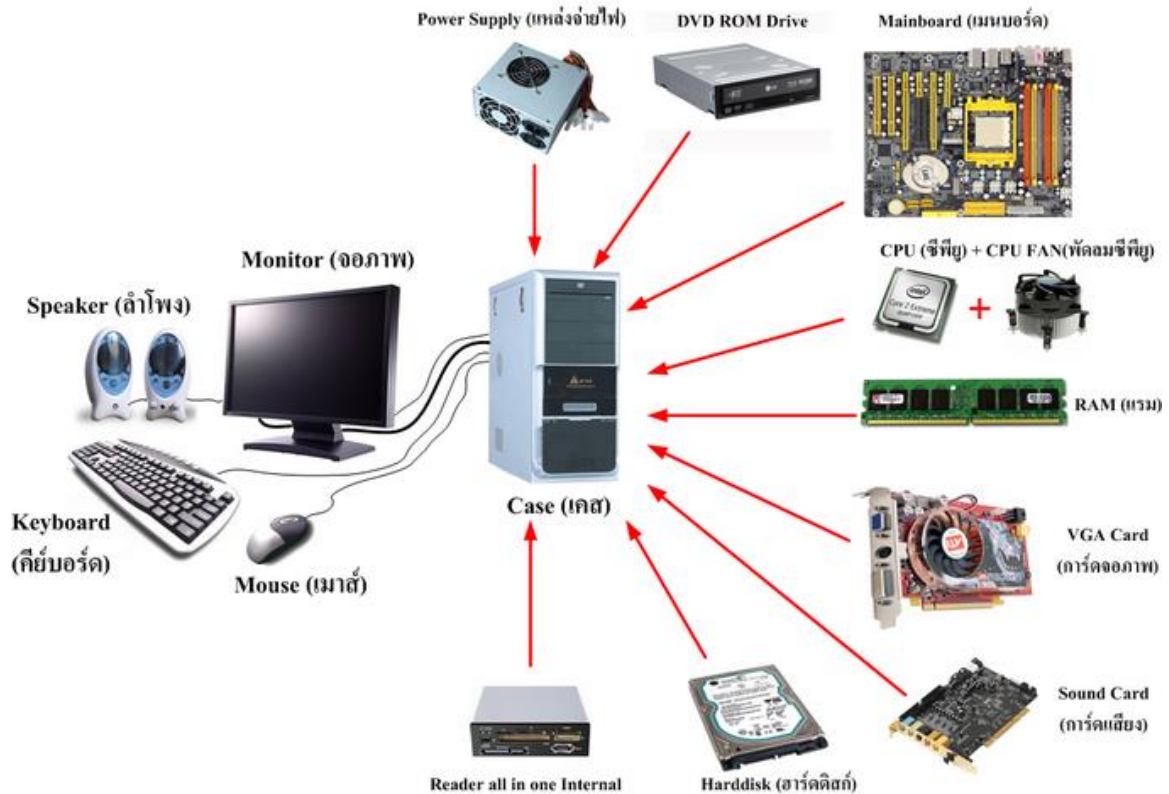 Power Supply (แหล่งจ่ายไฟ)
DVD ROM Drive
Mainboard (เมนบอร์ด)
CPU (ซีพียู) + CPU FAN(พัดลมซีพียู)
intel
Core 2 Extreme
+
Monitor (จอภาพ)
Speaker (ลำโพง)
RAM (แรม)
Keyboard
(คีย์บอร์ด)
Mouse (เมาส์)
Case (เคส)
VGA Card
(การ์ดจอภาพ)
ATI
Sound Card
(การ์ดเสียง)
Reader all in one Internal
Harddisk (ฮาร์ดดิสก์)